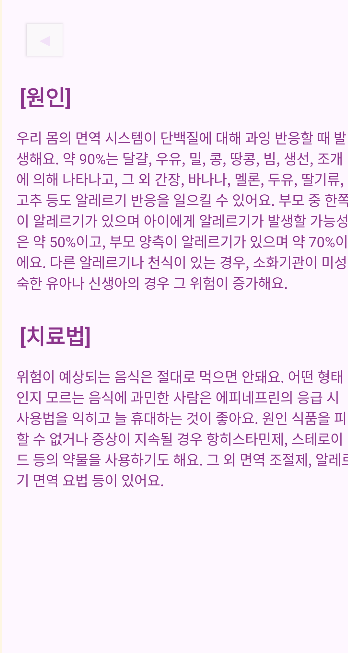 [원인]
우리 몸의 면역 시스템이 단백질에 대해 과잉 반응할 때 발
생해요. 약 90%는 달걀, 우유, 밀, 콩, 땅콩, 빔, 생선, 조개
에 의해 나타나고, 그 외 간장, 바나나, 멜론, 두유, 딸기류,
고추 등도 알레르기 반응을 일으킬 수 있어요. 부모 중 한쪽
이 알레르기가 있으며 아이에게 알레르기가 발생할 가능성
은 약 50%이고, 부모 양측이 알레르기가 있으며 약 70%이
에요. 다른 알레르기나 천식이 있는 경우, 소화기관이 미성
숙한 유아나 신생아의 경우 그 위험이 증가해요.
[치료법]
위험이 예상되는 음식은 절대로 먹으면 안돼요. 어떤 형태
인지 모르는 음식에 과민한 사람은 에피네프린의 응급 시
사용법을 익히고 늘 휴대하는 것이 좋아요. 원인 식품을 피
할 수 없거나 증상이 지속될 경우 항히스타민제, 스테로이
드 등의 약물을 사용하기도 해요. 그 외 면역 조절제, 알레르
기 면역 요법 등이 있어요.